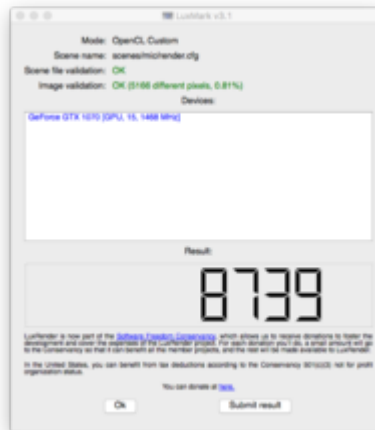 LuxMark v3.1
Mode: OpenCL Custom
Scene name: scenes/mic/render.cfg
Scene file validation: OK
Image validation: OK (5166 different pixels, 0.81%)
Devices:
GeForce GTX 1070 [GPU, 15, 1468 MHz]
Result:
8739
LuxRender is now part of the Software Freedom Conservancy, which allows us to receive donations to foster the
development and cover the expenses of the LuxRender project. For each donation you'll do, a small amount will go
to the Conservancy so that it can benefit all the member projects, and the rest will be made available to LuxRender.
In the United States, you can benefit from tax deductions according to the Conservancy 501(c)(3) not for profit
organization status.
You can donate at here.
Ok Submit result